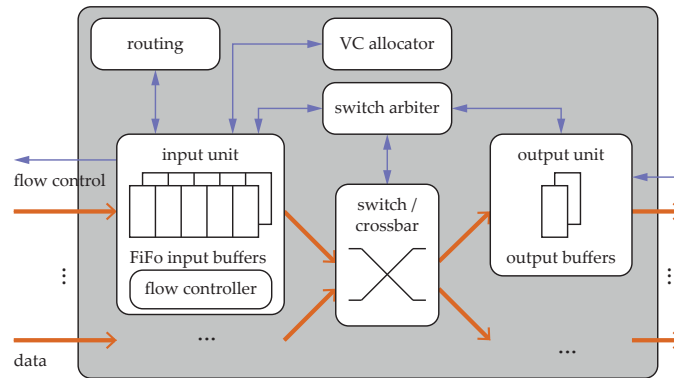 routing
VC allocator
switch arbiter
input unit
output unit
flow control
switch /
crossbar
FiFo input buffers
output buffers
flow controller
...
...
...
...
data